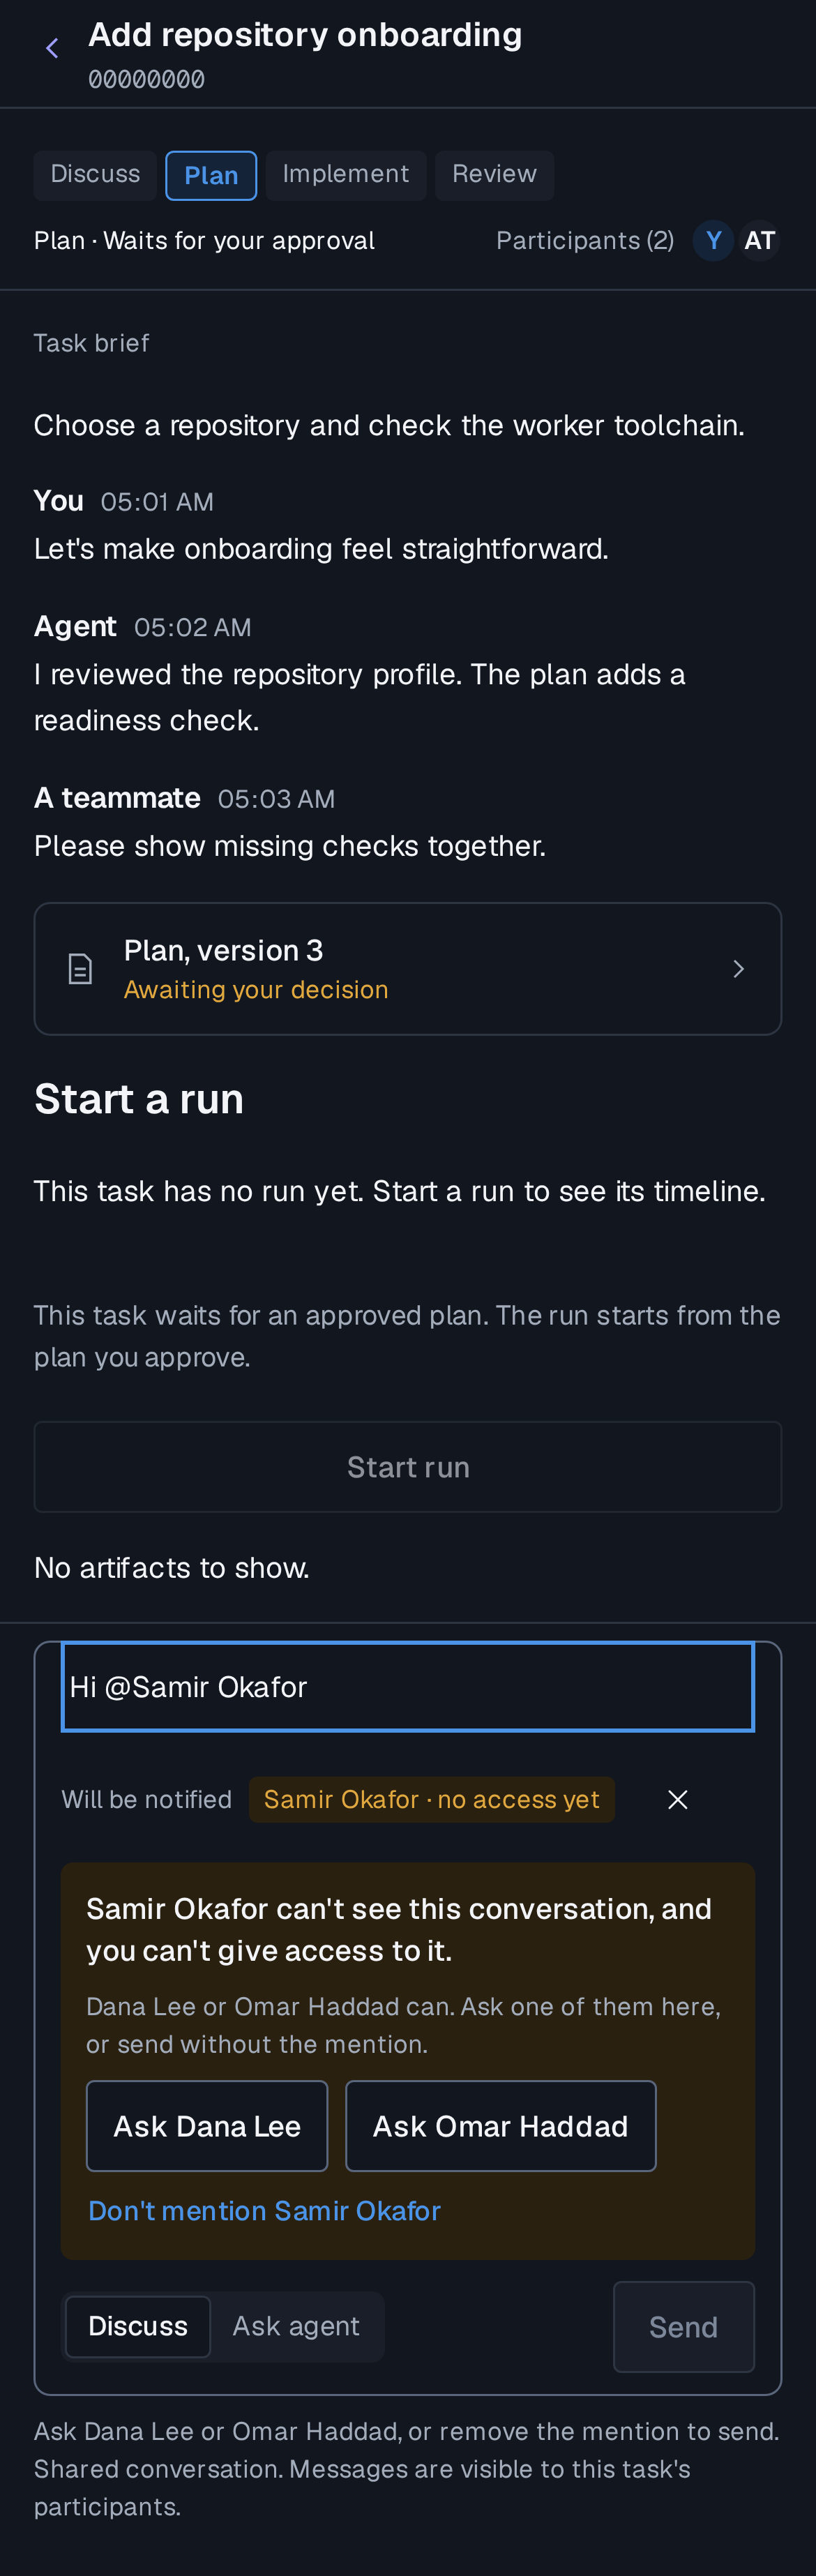 Add repository onboarding
00000000
Discuss Plan Implement Review
Plan · Waits for your approval Participants (2) Y AT
Task brief
Choose a repository and check the worker toolchain.
You 05:01 AM
Let's make onboarding feel straightforward.
Agent 05:02 AM
I reviewed the repository profile. The plan adds a
readiness check.
A teammate 05:03 AM
Please show missing checks together.
Plan, version 3
Awaiting your decision
Start a run
This task has no run yet. Start a run to see its timeline.
This task waits for an approved plan. The run starts from the
plan you approve.
Start run
No artifacts to show.
Hi @Samir Okafor
Will be notified Samir Okafor · no access yet
Samir Okafor can't see this conversation, and
you can't give access to it.
Dana Lee or Omar Haddad can. Ask one of them here,
or send without the mention.
Ask Dana Lee Ask Omar Haddad
Don't mention Samir Okafor
Discuss Ask agent Send
Ask Dana Lee or Omar Haddad, or remove the mention to send.
Shared conversation. Messages are visible to this task's
participants.